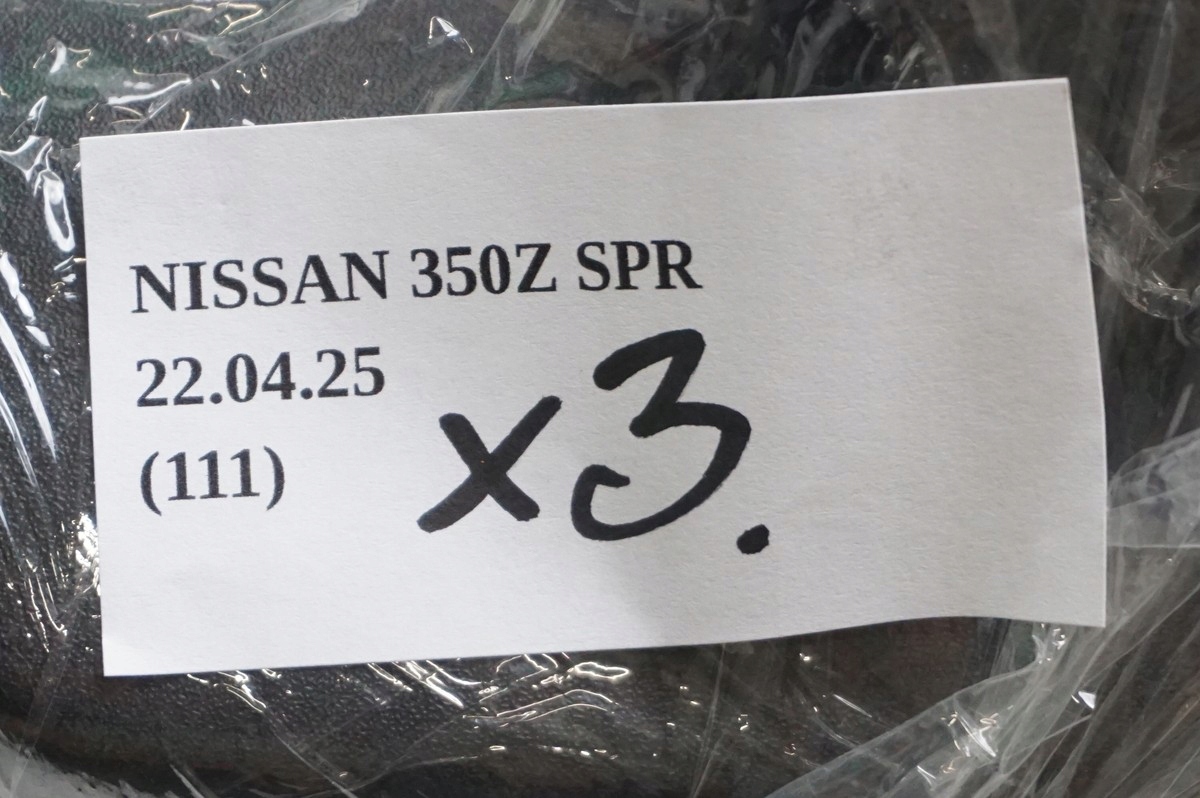 NISSAN 350Z SPR
22.04.25
(111)
x3.